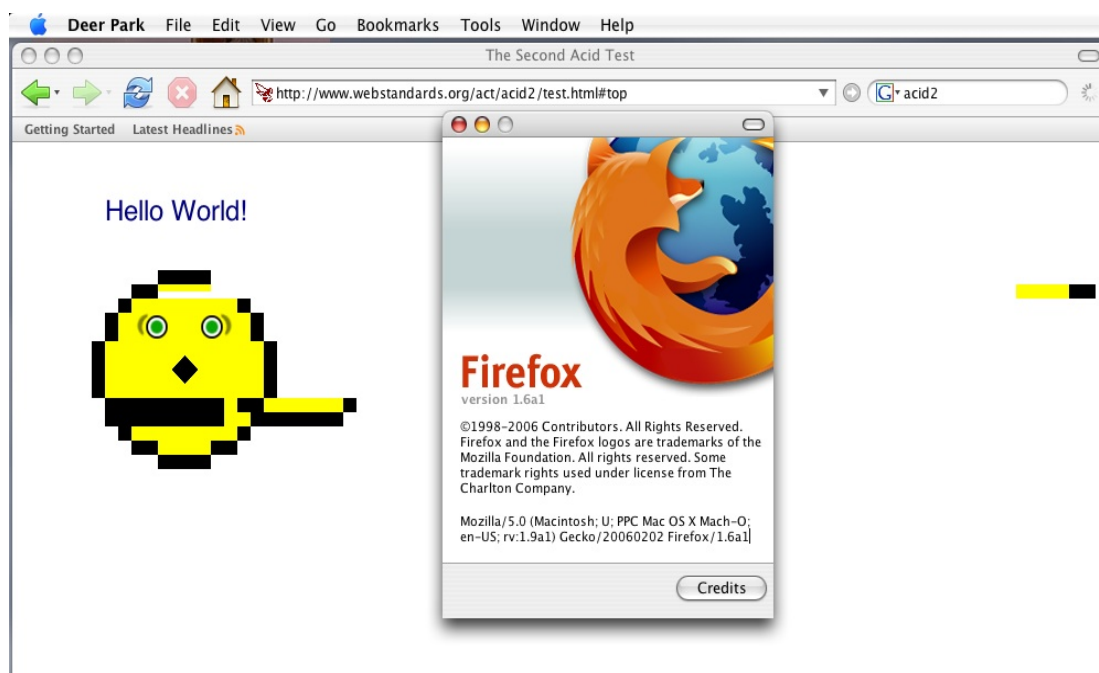 Deer Park File Edit View Go Bookmarks Tools Window Help
The Second Acid Test
http://www.webstandards.org/act/acid2/test.html#top
G acid2
Getting Started Latest Headlines
Hello World!
Firefox
version 1.6a1
©1998-2006 Contributors. All Rights Reserved.
Firefox and the Firefox logos are trademarks of the
Mozilla Foundation. All rights reserved. Some
trademark rights used under license from The
Charlton Company.
Mozilla/5.0 (Macintosh; U; PPC Mac OS X Mach-O;
en-US; rv:1.9a1) Gecko/20060202 Firefox/1.6a1
Credits